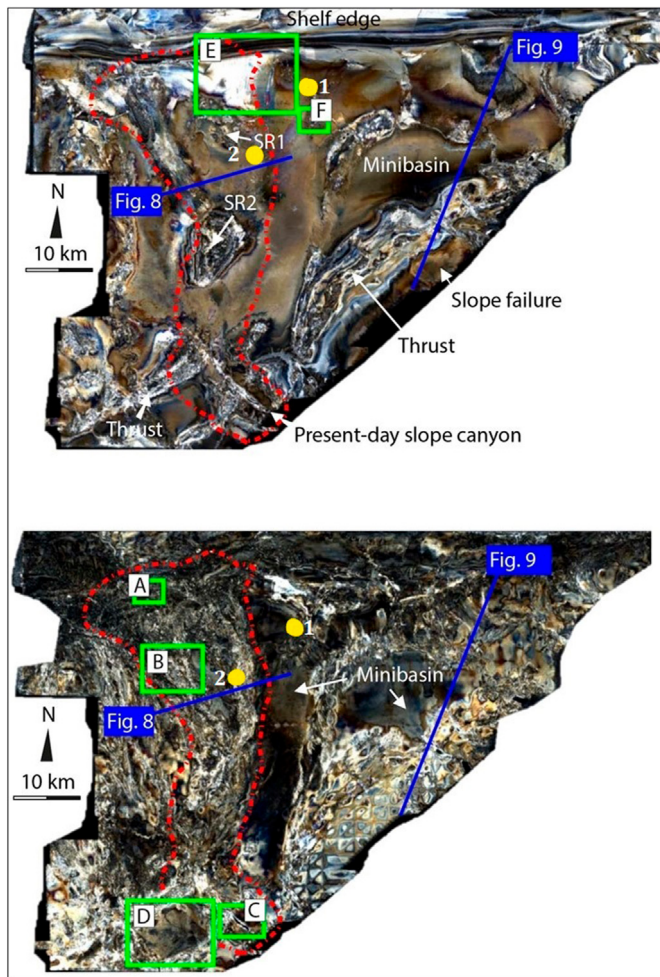 Shelf edge
Fig. 9
E
1
F
SR1
2
Minibasin
Fig. 8
N
SR2
10 km
Slope failure
Thrust
Thrust
Present-day slope canyon
Fig. 9
A
1
B
2
Minibasin
N
Fig. 8
10 km
D
C